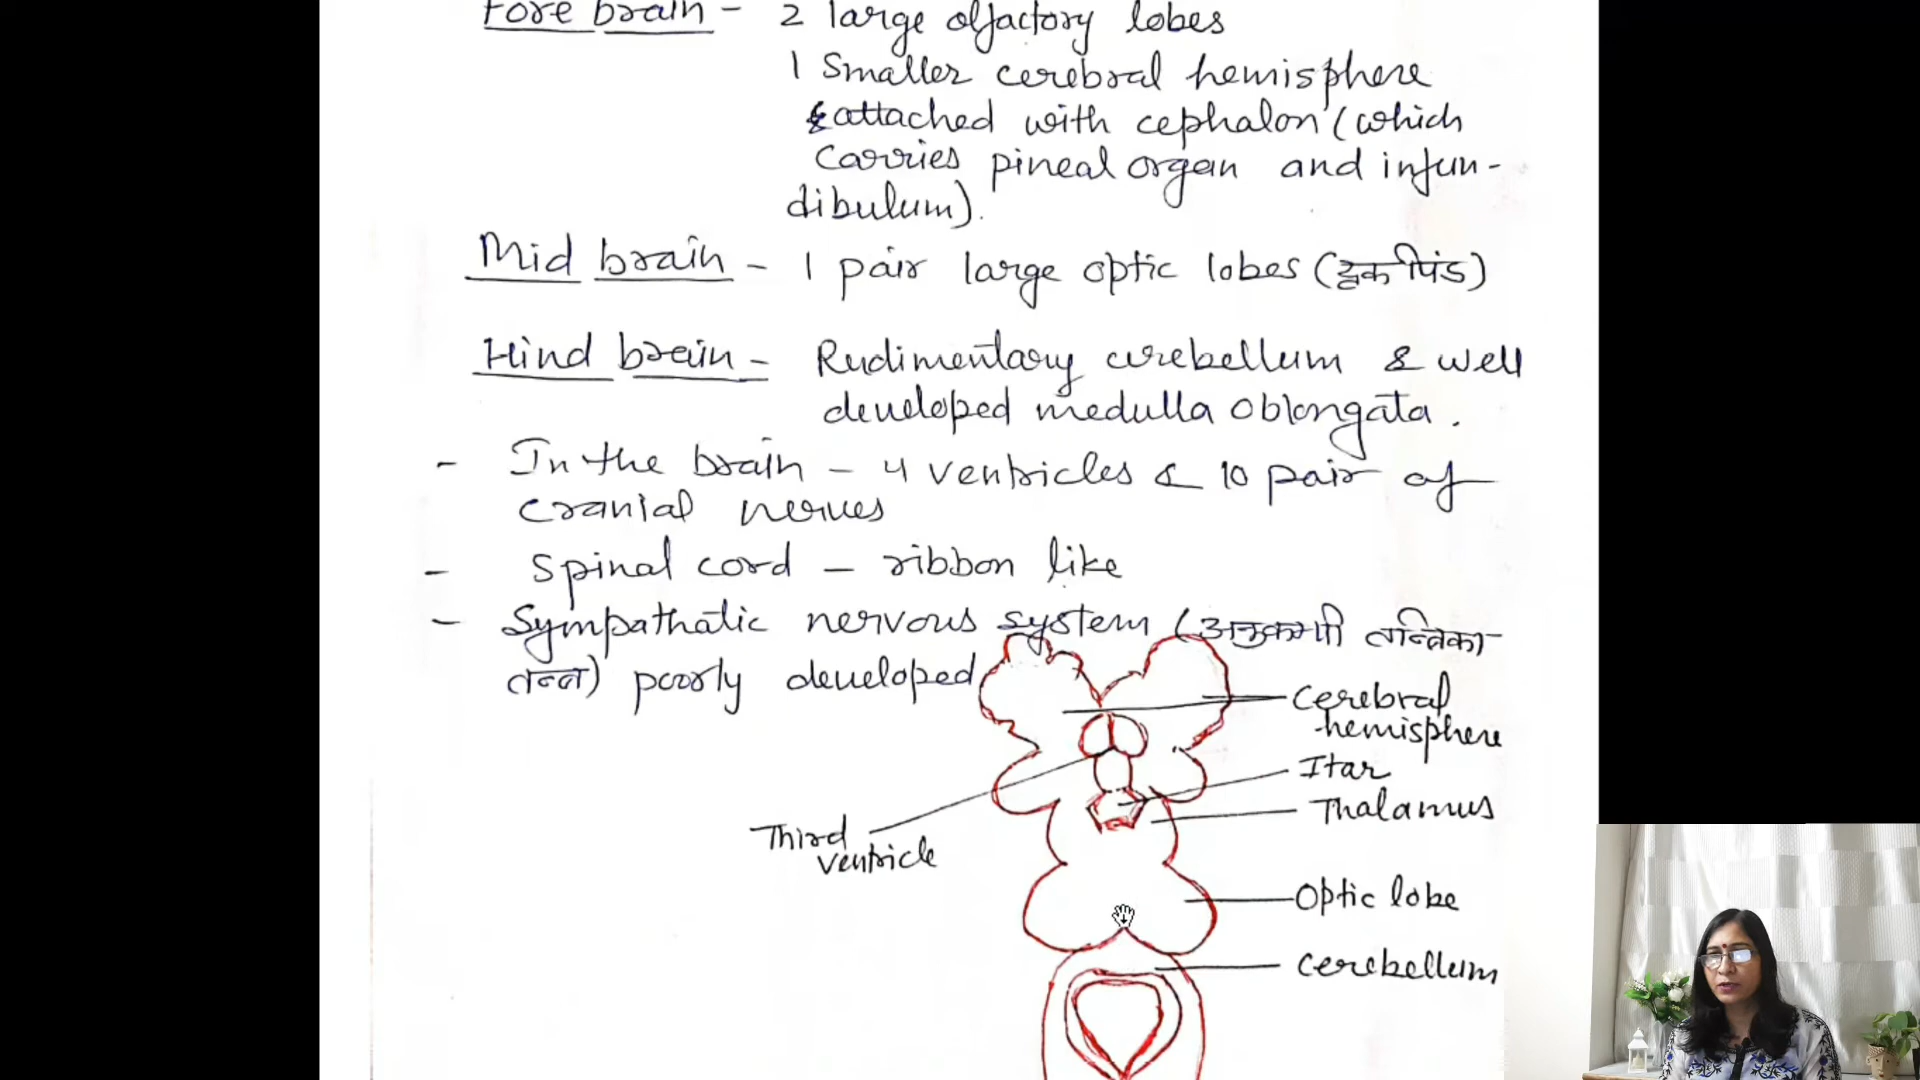 Fore brain - 2 large olfactory lobes
1 Smaller cerebral hemisphere
& attached with cephalon (which
carries pineal organ and infun-
dibulum).
Mid brain - 1 pair large optic lobes (दृक पिंड)
Hind brain - Rudimentary cerebellum & well
developed medulla oblongata.
- In the brain - 4 ventricles & 10 pair of
cranial nerves
- Spinal cord - ribbon like
- Sympathatic nervous system (अनुकम्पी तन्त्रिका-
तन्त्र) poorly developed
Cerebral
hemisphere
Itar
Thalamus
Third
ventricle
Optic lobe
Cerebellum